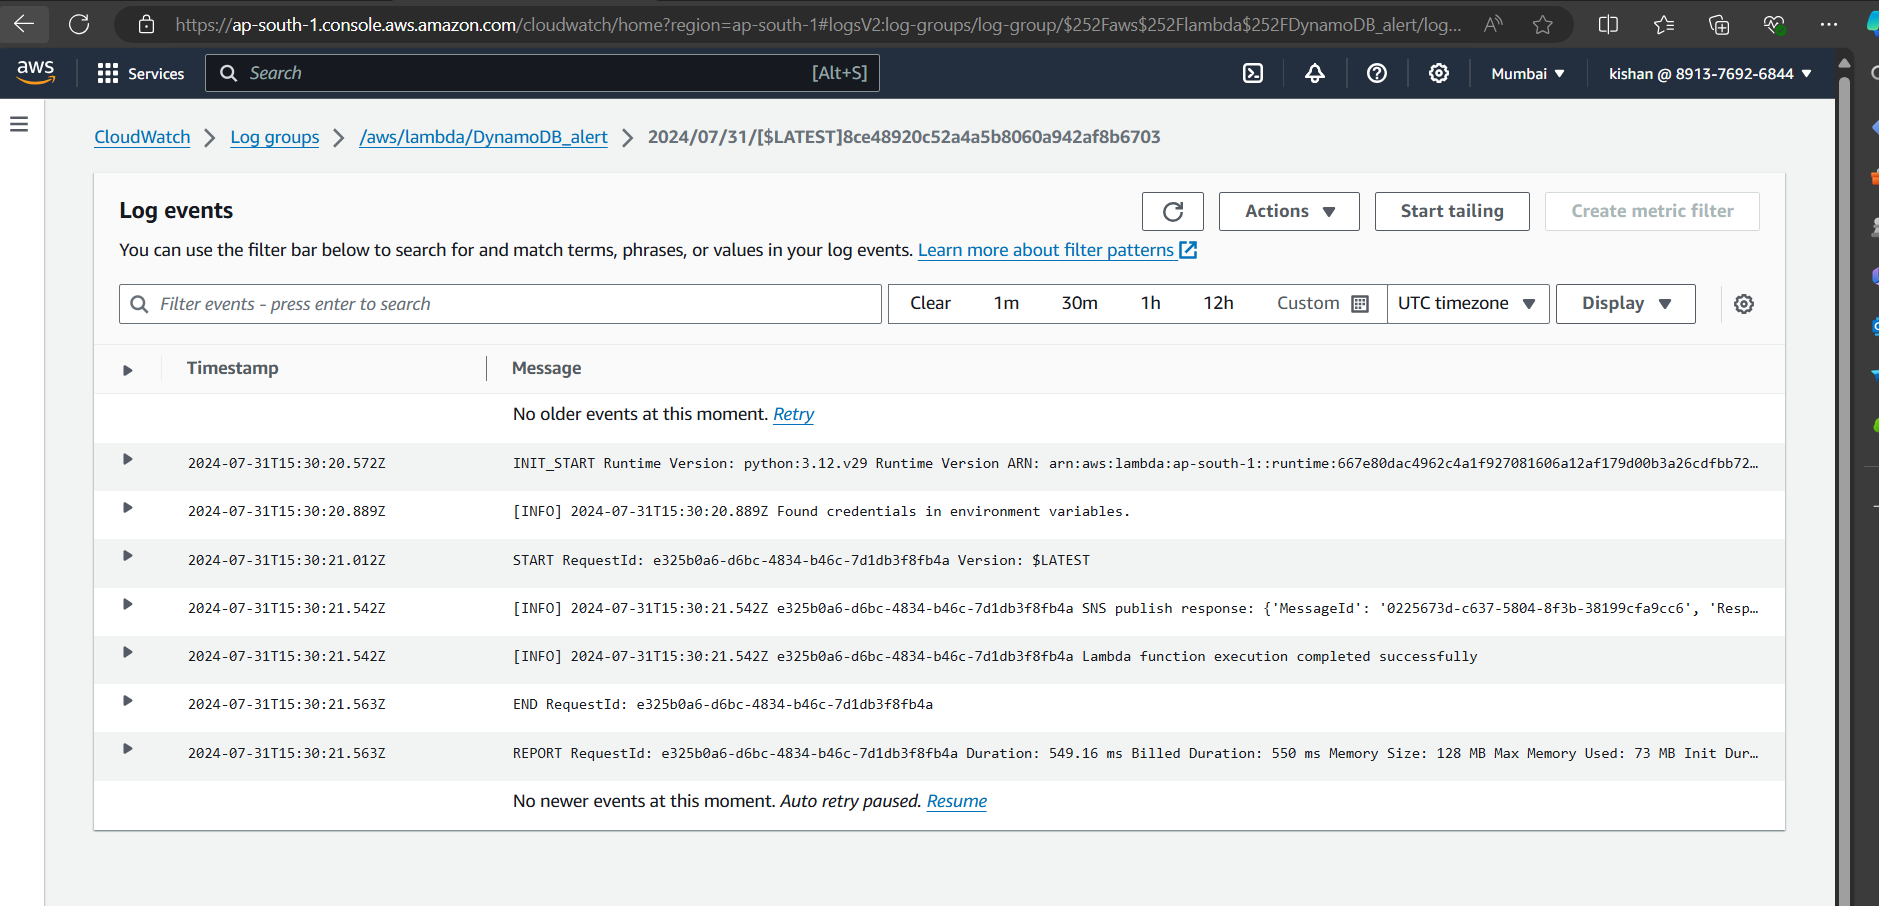 https://ap-south-1.console.aws.amazon.com/cloudwatch/home?region=ap-south-1#logsV2:log-groups/log-group/$252Faws$252Flambda$252FDynamoDB_alert/log...
aws Services Search [Alt+S] Mumbai kishan @ 8913-7692-6844
CloudWatch Log groups /aws/lambda/DynamoDB_alert 2024/07/31/[$LATEST]8ce48920c52a4a5b8060a942af8b6703
Log events Actions Start tailing Create metric filter
You can use the filter bar below to search for and match terms, phrases, or values in your log events. Learn more about filter patterns
Filter events - press enter to search Clear 1m 30m 1h 12h Custom UTC timezone Display
Timestamp Message
No older events at this moment. Retry
2024-07-31T15:30:20.572Z INIT_START Runtime Version: python:3.12.v29 Runtime Version ARN: arn:aws:lambda:ap-south-1::runtime:667e80dac4962c4a1f927081606a12af179d00b3a26cdfbb72…
2024-07-31T15:30:20.889Z [INFO] 2024-07-31T15:30:20.889Z Found credentials in environment variables.
2024-07-31T15:30:21.012Z START RequestId: e325b0a6-d6bc-4834-b46c-7d1db3f8fb4a Version: $LATEST
2024-07-31T15:30:21.542Z [INFO] 2024-07-31T15:30:21.542Z e325b0a6-d6bc-4834-b46c-7d1db3f8fb4a SNS publish response: {'MessageId': '0225673d-c637-5804-8f3b-38199cfa9cc6', 'Resp…
2024-07-31T15:30:21.542Z [INFO] 2024-07-31T15:30:21.542Z e325b0a6-d6bc-4834-b46c-7d1db3f8fb4a Lambda function execution completed successfully
2024-07-31T15:30:21.563Z END RequestId: e325b0a6-d6bc-4834-b46c-7d1db3f8fb4a
2024-07-31T15:30:21.563Z REPORT RequestId: e325b0a6-d6bc-4834-b46c-7d1db3f8fb4a Duration: 549.16 ms Billed Duration: 550 ms Memory Size: 128 MB Max Memory Used: 73 MB Init Dur…
No newer events at this moment. Auto retry paused. Resume